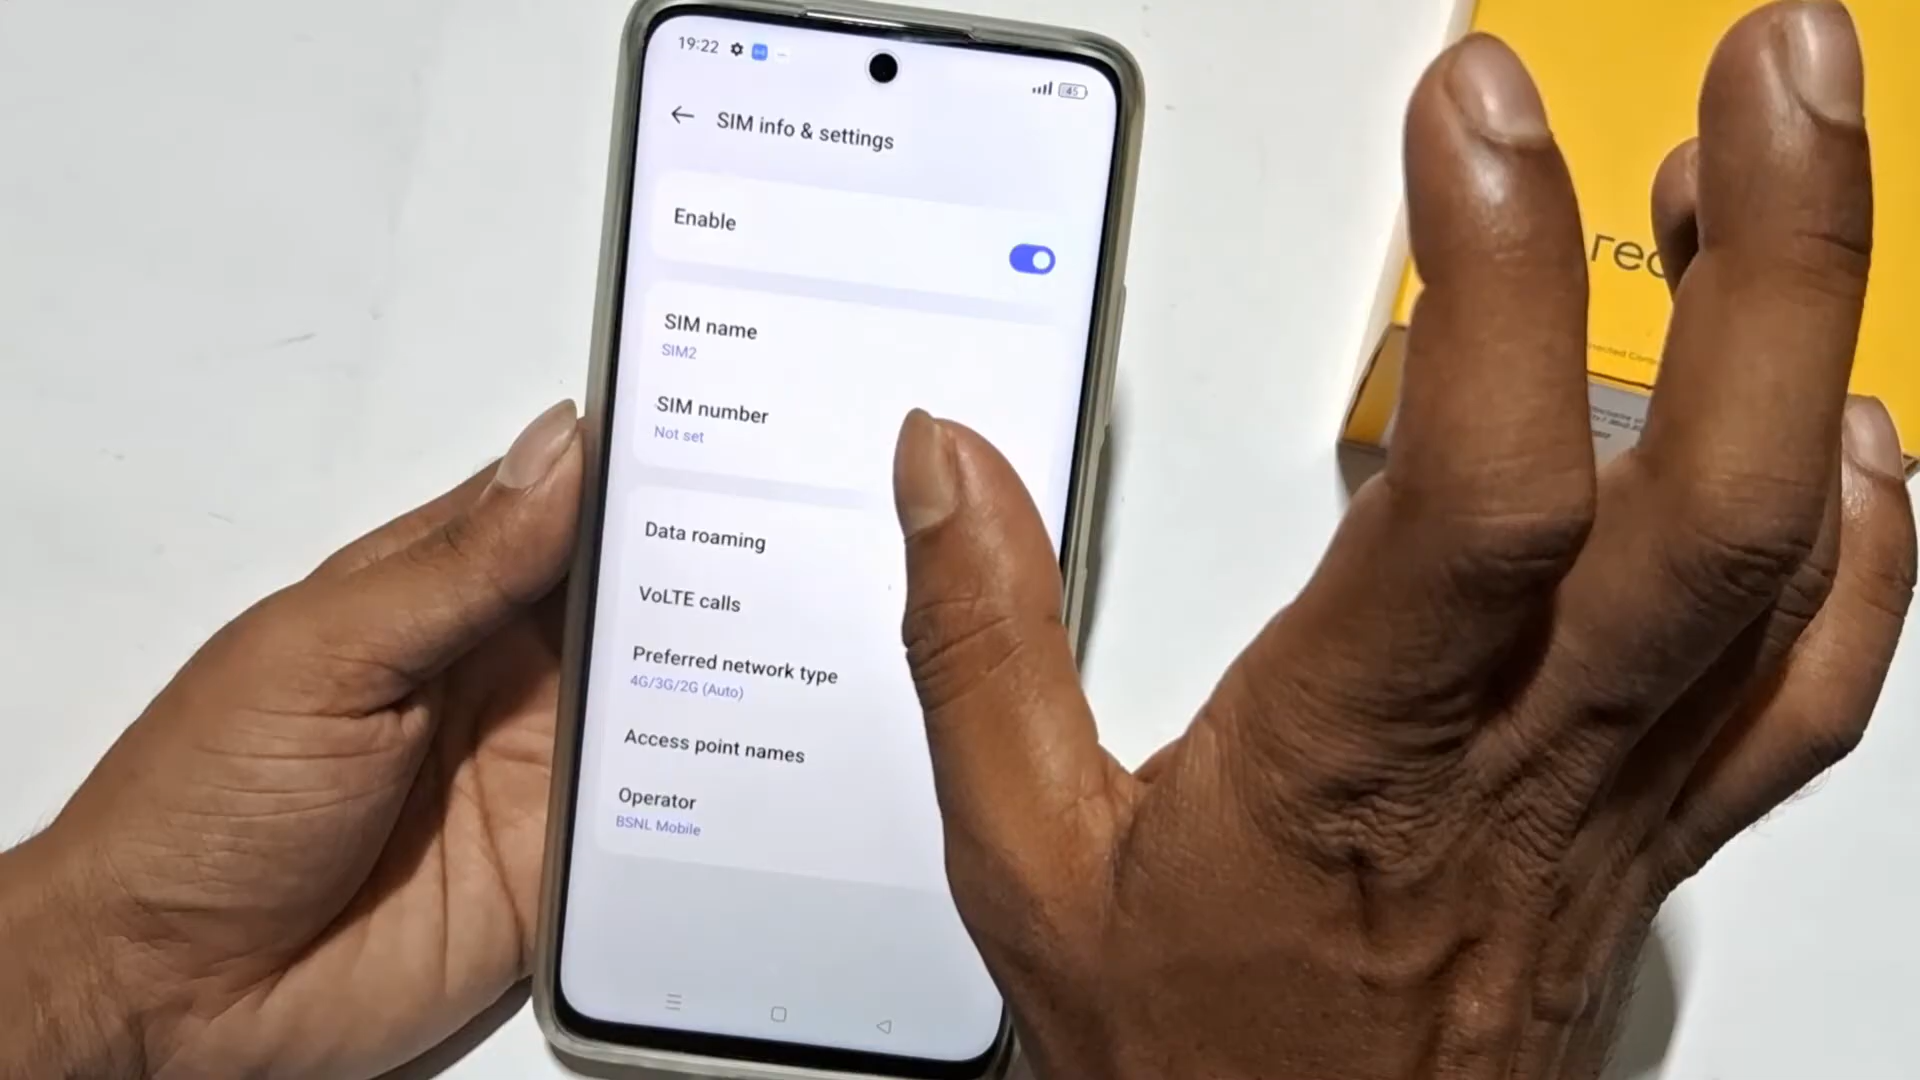 19:22
45
SIM info & settings
Enable
SIM name
SIM2
SIM number
Not set
Data roaming
VoLTE calls
Preferred network type
4G/3G/2G (Auto)
Access point names
Operator
BSNL Mobile